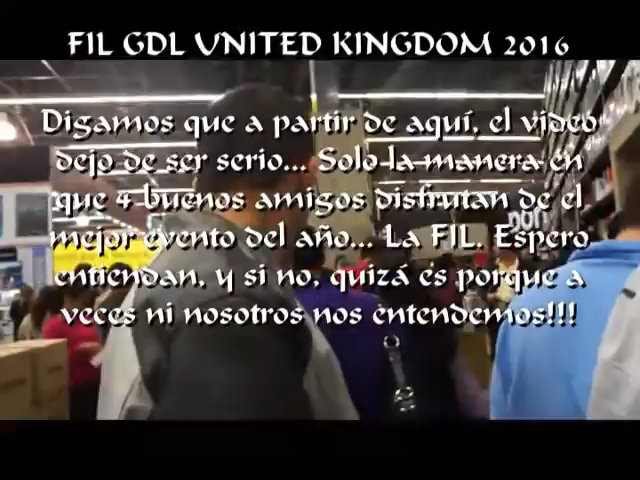 FIL GDL UNITED KINGDOM 2016
Digamos que a partir de aquí, el video
dejo de ser serio... Solo la manera en
que 4 buenos amigos disfrutan de el
mejor evento del año... La FIL. Espero
entiendan, y si no, quizá es porque a
veces ni nosotros nos entendemos!!!